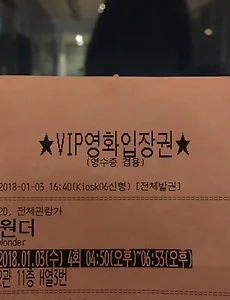 ★VIP영화입장권★
(영수증 겸용)
2018-01-03 16:40(Kiosk06신형) [전체발권]
2D, 전체관람가
원더
Wonder
2018.01.03(수) 4회 04:50(오후)~06:53(오후)
2관 11층 H열3번